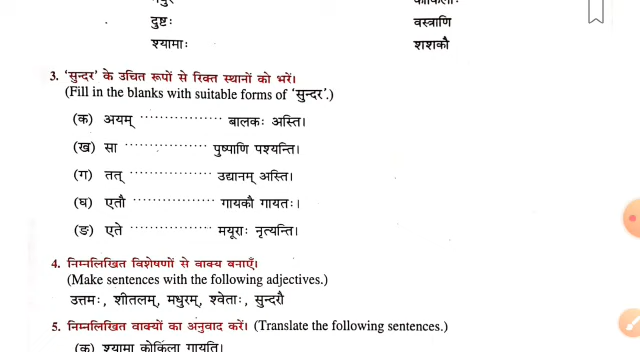 दुष्टः वस्त्राणि
श्यामाः शशकौ
3. ‘सुन्दर’ के उचित रूपों से रिक्त स्थानों को भरें।
(Fill in the blanks with suitable forms of ‘सुन्दर’.)
(क) अयम् ................ बालकः अस्ति।
(ख) सा ................ पुष्पाणि पश्यन्ति।
(ग) तत् ................ उद्यानम् अस्ति।
(घ) एतौ ................ गायकौ गायतः।
(ङ) एते ................ मयूराः नृत्यन्ति।
4. निम्नलिखित विशेषणों से वाक्य बनाएँ।
(Make sentences with the following adjectives.)
उत्तमः, शीतलम्, मधुरम्, श्वेताः, सुन्दरौ
5. निम्नलिखित वाक्यों का अनुवाद करें। (Translate the following sentences.)
(क) श्यामा कोकिला गायति।